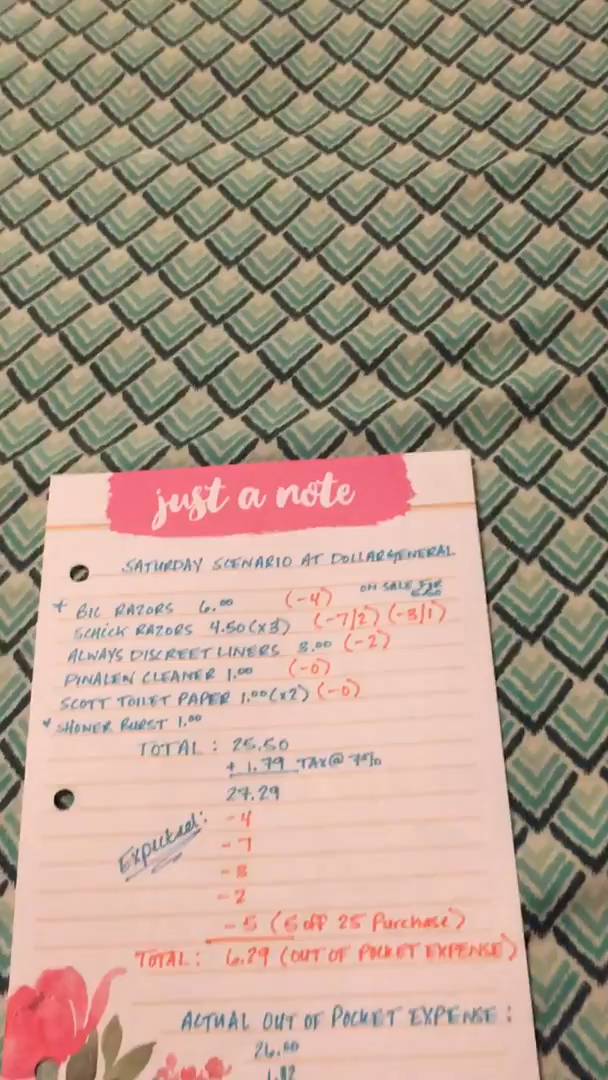 just a note
SATURDAY SCENARIO AT DOLLAR GENERAL
+ BIC RAZORS 6.00 (-4) ON SALE FOR
SCHICK RAZORS 4.50 (x3) (-7/2) (-3/1)
ALWAYS DISCREET LINERS 3.00 (-2)
PINALEN CLEANER 1.00 (-0)
SCOTT TOILET PAPER 1.00 (x2) (-0)
SHOWER BURST 1.00
TOTAL : 25.50
+ 1.79 TAX @ 7%
27.29
Expected: -4
-7
-3
-2
-5 (5 off 25 Purchase)
TOTAL: 6.29 (OUT OF POCKET EXPENSE)
ACTUAL OUT OF POCKET EXPENSE :
26.00
1.82